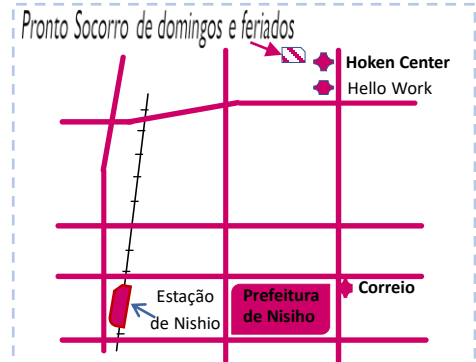 Pronto Socorro de domingos e feriados
Hoken Center
Hello Work
Correio
Estação
de Nishio
Prefeitura
de Nisiho